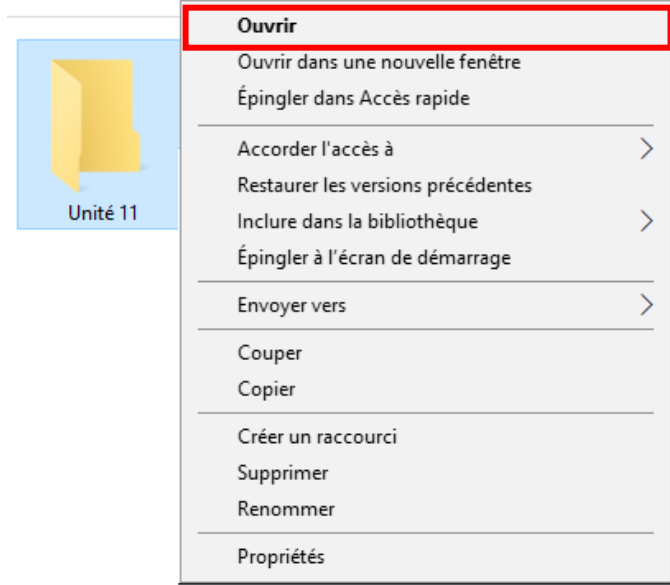 Ouvrir
Ouvrir dans une nouvelle fenêtre
Épingler dans Accès rapide
Accorder l'accès à
Restaurer les versions précédentes
Unité 11
Inclure dans la bibliothèque
Épingler à l'écran de démarrage
Envoyer vers
Couper
Copier
Créer un raccourci
Supprimer
Renommer
Propriétés